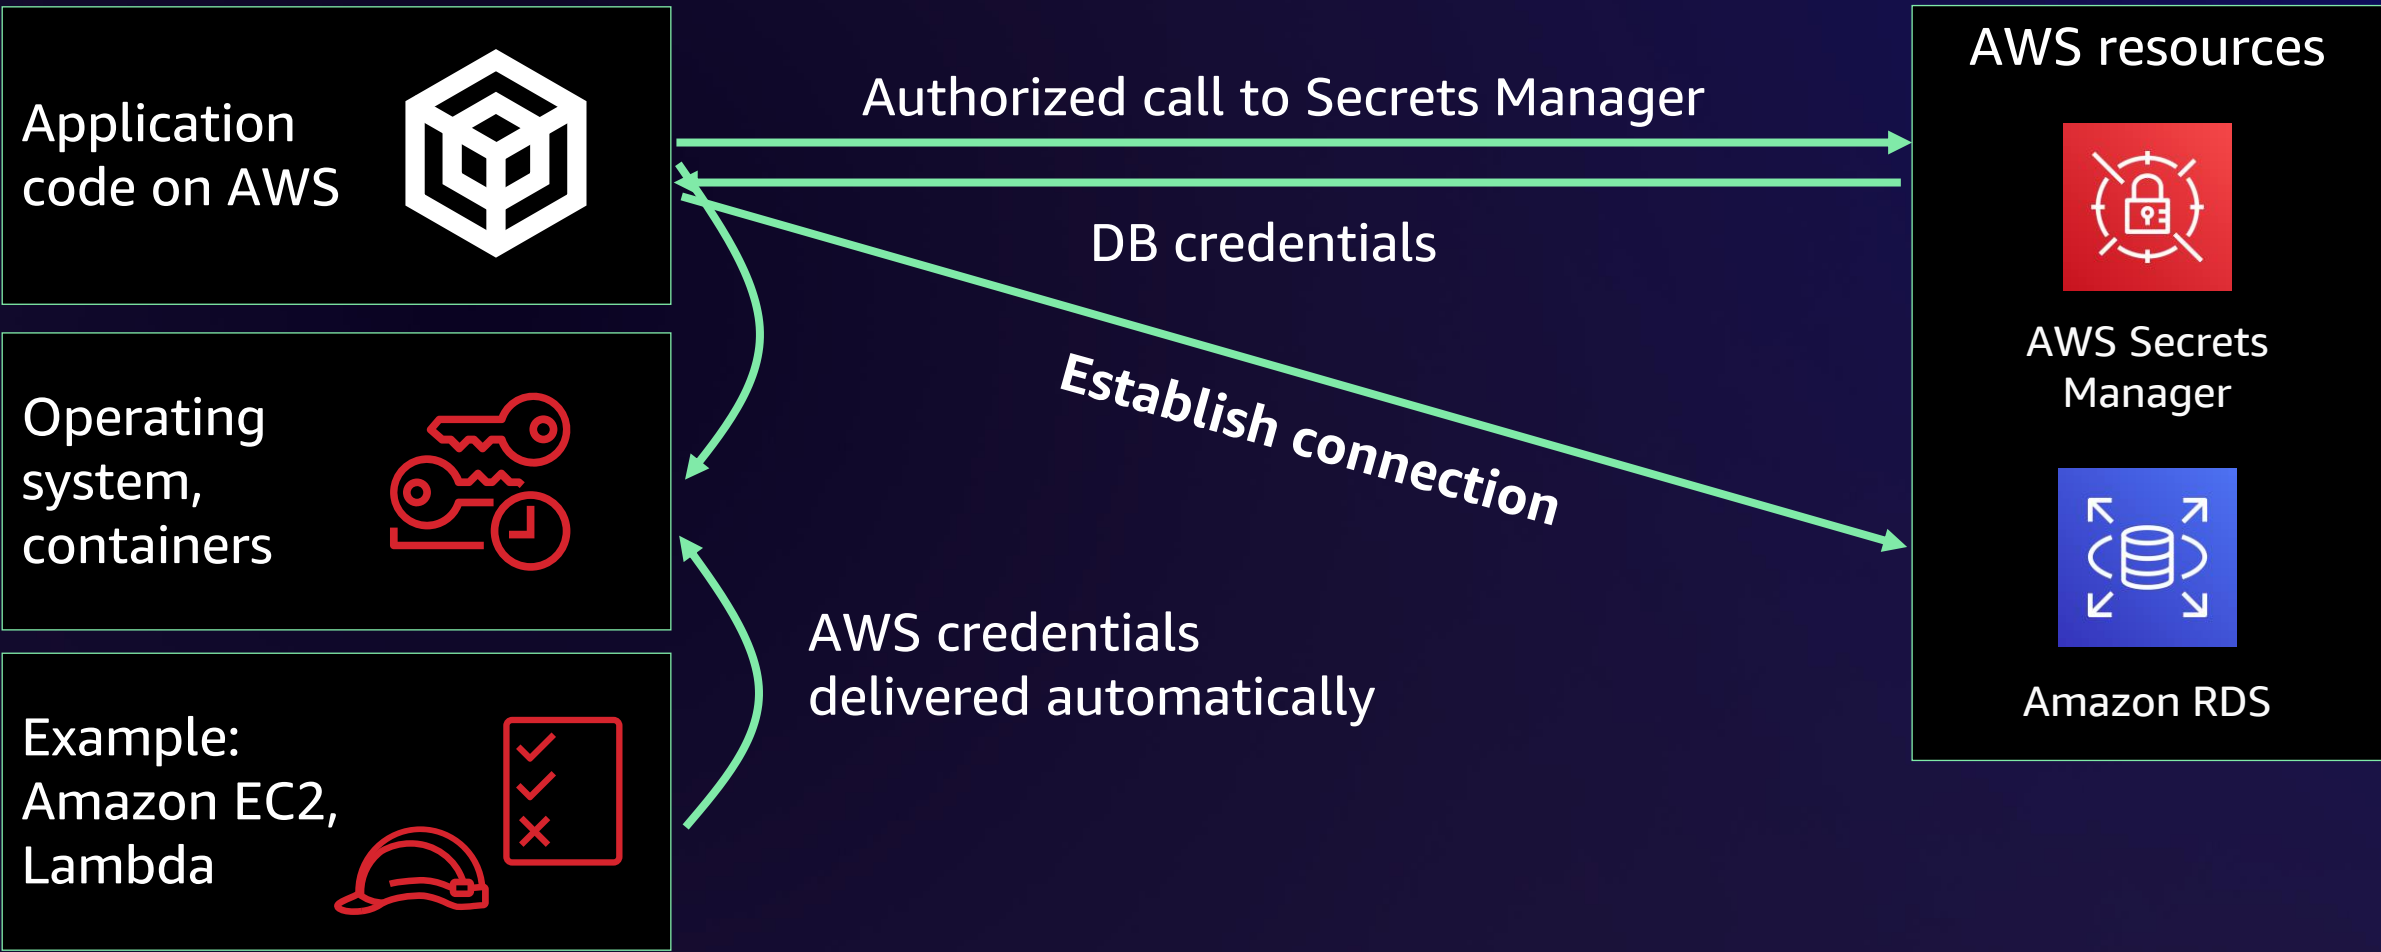 Application
code on AWS
Authorized call to Secrets Manager
DB credentials
Establish connection
Operating
system,
containers
AWS credentials
delivered automatically
Example:
Amazon EC2,
Lambda
AWS resources
AWS Secrets
Manager
Amazon RDS